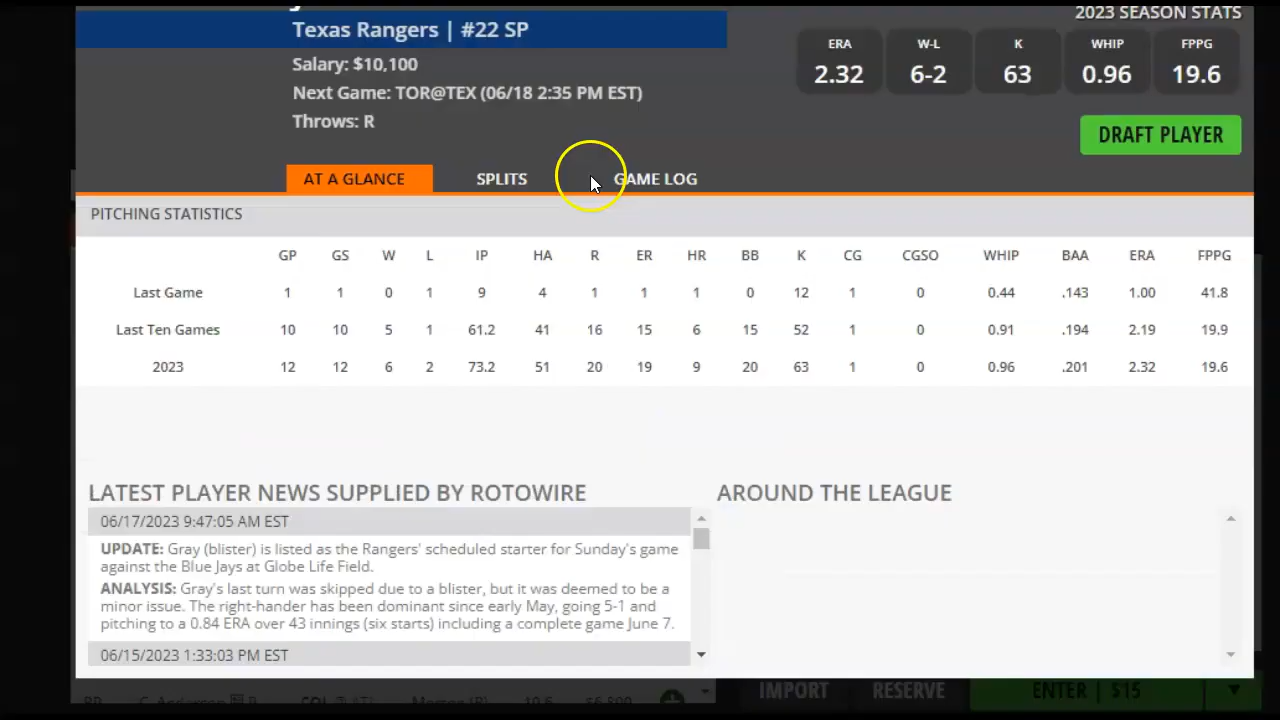 Texas Rangers | #22 SP
Salary: $10,100
Next Game: TOR@TEX (06/18 2:35 PM EST)
Throws: R
2023 SEASON STATS
ERA W-L K WHIP FPPG
2.32 6-2 63 0.96 19.6
DRAFT PLAYER
AT A GLANCE SPLITS GAME LOG
PITCHING STATISTICS
GP GS W L IP HA R ER HR BB K CG CGSO WHIP BAA ERA FPPG
Last Game 1 1 0 1 9 4 1 1 1 0 12 1 0 0.44 .143 1.00 41.8
Last Ten Games 10 10 5 1 61.2 41 16 15 6 15 52 1 0 0.91 .194 2.19 19.9
2023 12 12 6 2 73.2 51 20 19 9 20 63 1 0 0.96 .201 2.32 19.6
LATEST PLAYER NEWS SUPPLIED BY ROTOWIRE
06/17/2023 9:47:05 AM EST
UPDATE: Gray (blister) is listed as the Rangers' scheduled starter for Sunday's game
against the Blue Jays at Globe Life Field.
ANALYSIS: Gray's last turn was skipped due to a blister, but it was deemed to be a
minor issue. The right-hander has been dominant since early May, going 5-1 and
pitching to a 0.84 ERA over 43 innings (six starts) including a complete game June 7.
06/15/2023 1:33:03 PM EST
AROUND THE LEAGUE
IMPORT RESERVE ENTER | $15